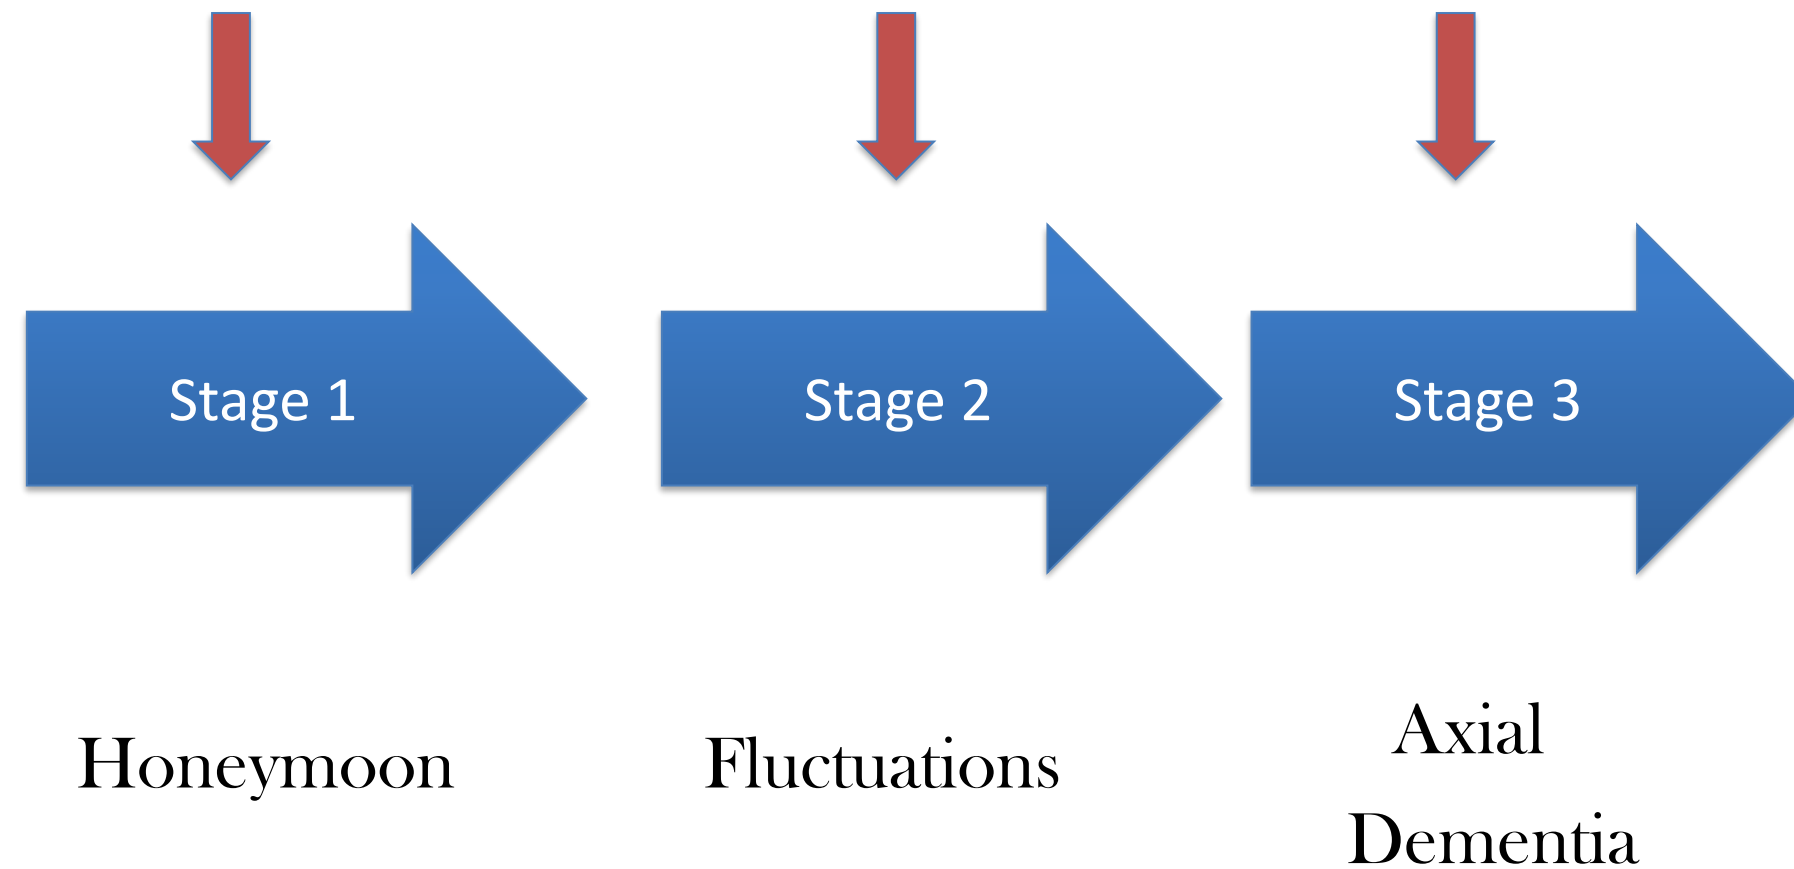 Stage 1
Stage 2
Stage 3
Honeymoon
Fluctuations
Axial
Dementia